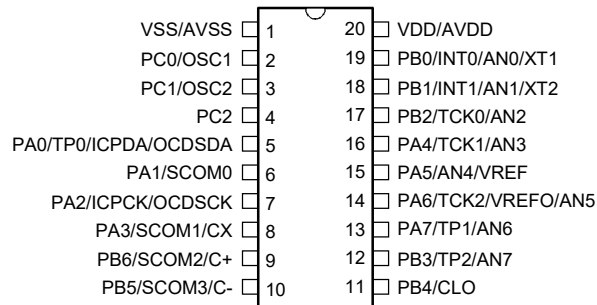 VSS/AVSS 1 20 VDD/AVDD
PC0/OSC1 2 19 PB0/INT0/AN0/XT1
PC1/OSC2 3 18 PB1/INT1/AN1/XT2
PC2 4 17 PB2/TCK0/AN2
PA0/TP0/ICPDA/OCDSDA 5 16 PA4/TCK1/AN3
PA1/SCOM0 6 15 PA5/AN4/VREF
PA2/ICPCK/OCDSCK 7 14 PA6/TCK2/VREFO/AN5
PA3/SCOM1/CX 8 13 PA7/TP1/AN6
PB6/SCOM2/C+ 9 12 PB3/TP2/AN7
PB5/SCOM3/C- 10 11 PB4/CLO